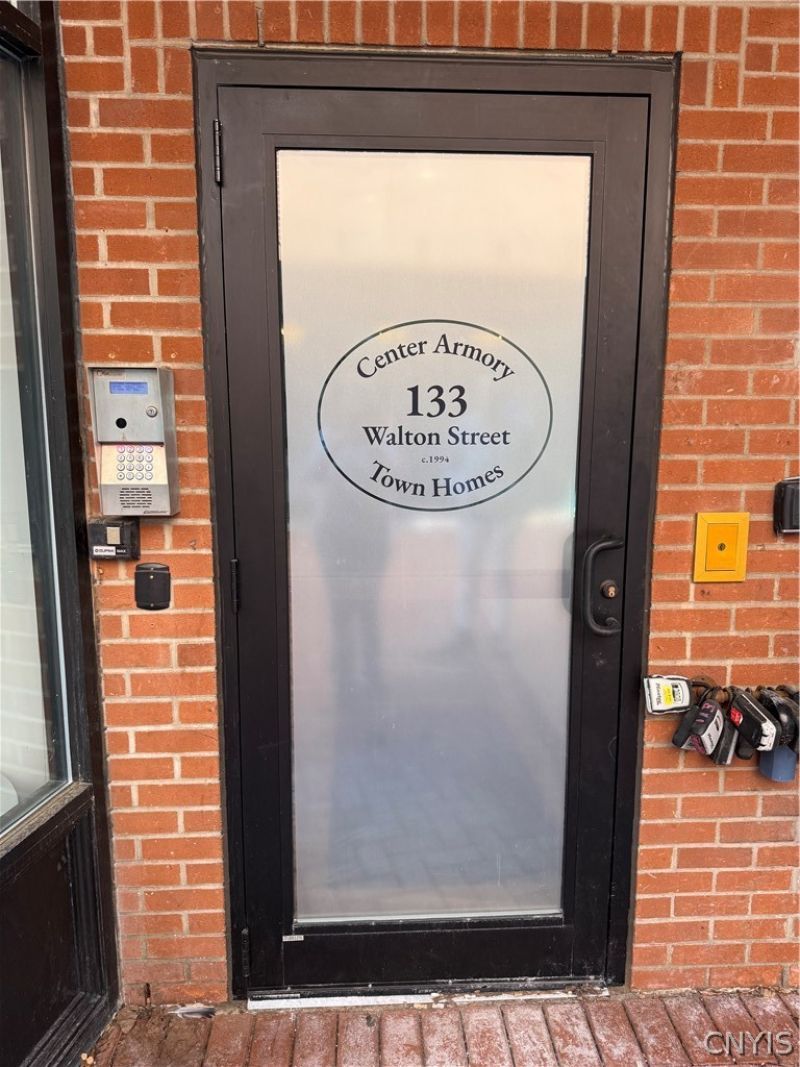 Center Armory
133
Walton Street
c.1994
Town Homes
CNYIS